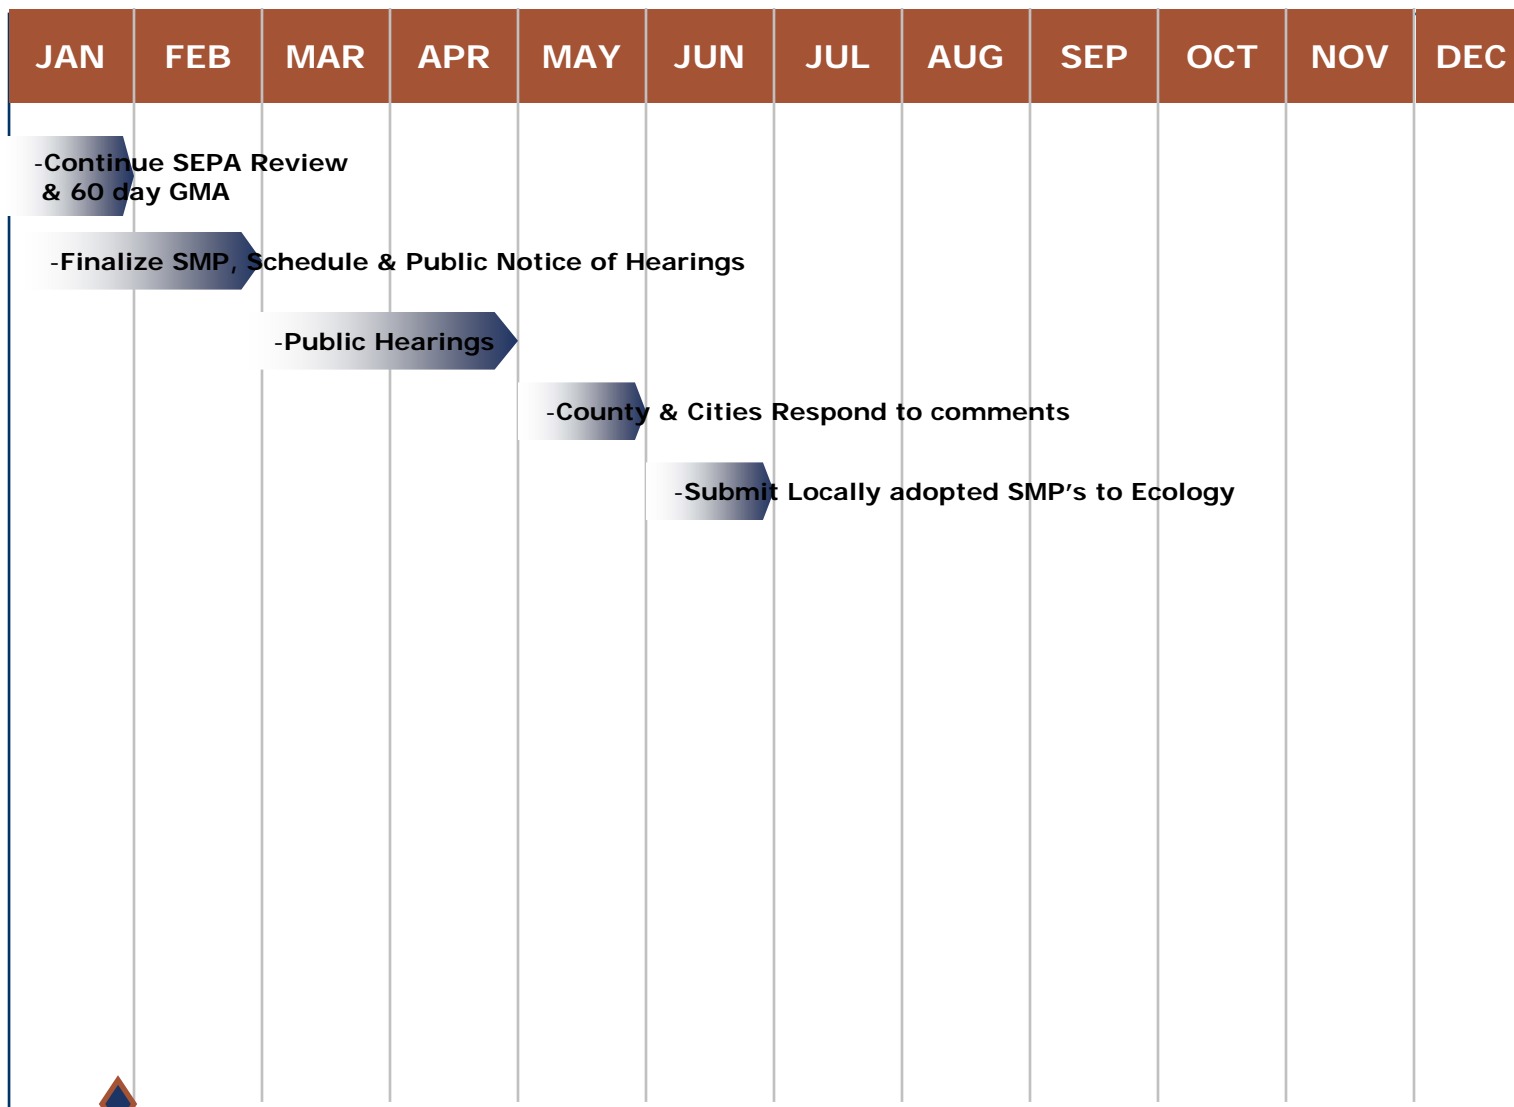 JAN FEB MAR APR MAY JUN JUL AUG SEP OCT NOV DEC
-Continue SEPA Review
& 60 day GMA
-Finalize SMP, Schedule & Public Notice of Hearings
-Public Hearings
-County & Cities Respond to comments
-Submit Locally adopted SMP's to Ecology